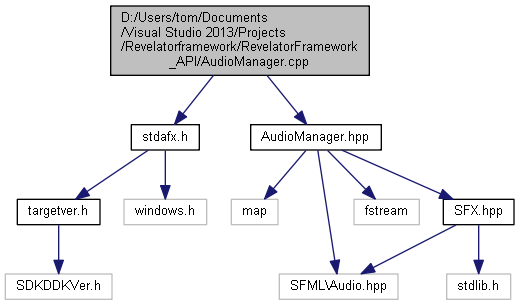 D:/Users/tom/Documents
/Visual Studio 2013/Projects
/Revelatorframework/RevelatorFramework
_API/AudioManager.cpp
stdafx.h
AudioManager.hpp
targetver.h
windows.h
map
fstream
SFX.hpp
SDKDDKVer.h
SFML\Audio.hpp
stdlib.h